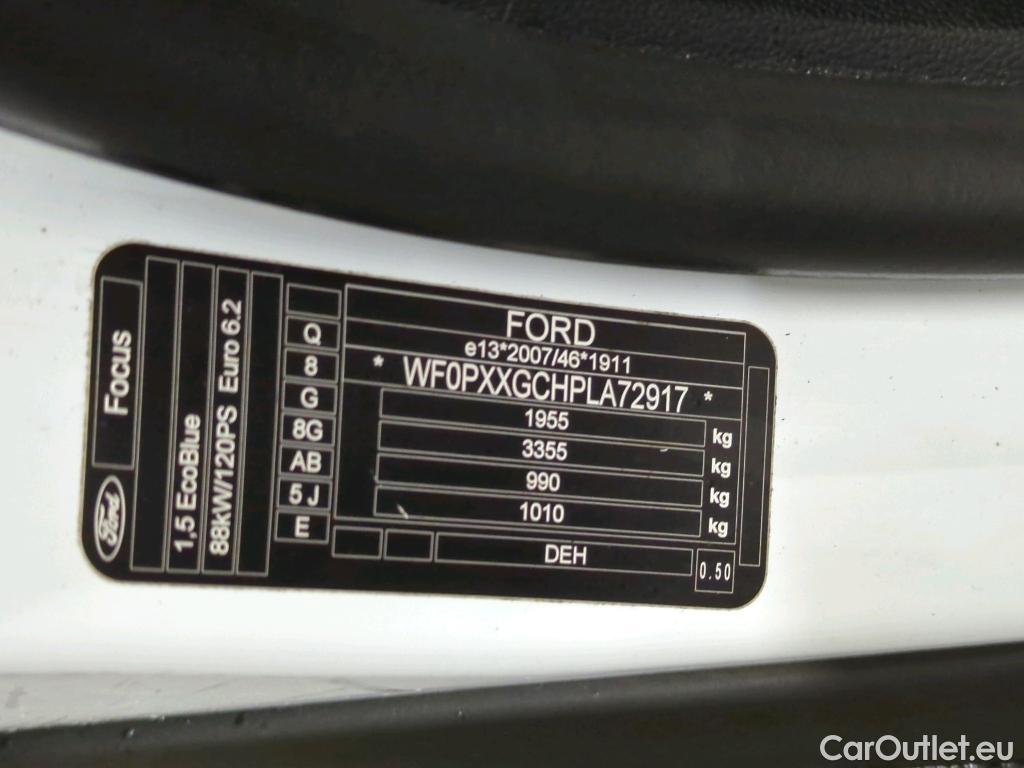 FORD
e13*2007/46*1911
* WF0PXXGCHPLA72917 *
1955 kg
3355 kg
990 kg
1010 kg
DEH
0.50
Q
8
G
8G
AB
5 J
E
Ford Focus
1,5 EcoBlue
88kW/120PS Euro 6.2
CarOutlet.eu